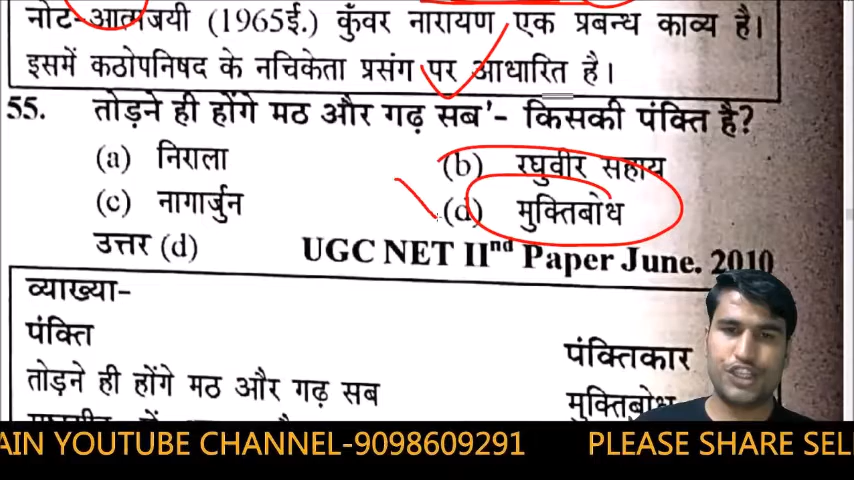 नोट-आत्मजयी (1965ई.) कुँवर नारायण एक प्रबन्ध काव्य है।
इसमें कठोपनिषद के नचिकेता प्रसंग पर आधारित है।
55. तोड़ने ही होंगे मठ और गढ़ सब'- किसकी पंक्ति है?
(a) निराला (b) रघुवीर सहाय
(c) नागार्जुन (d) मुक्तिबोध
उत्तर (d) UGC NET IInd Paper June. 2010
व्याख्या-
पंक्ति पंक्तिकार
तोड़ने ही होंगे मठ और गढ़ सब मुक्तिबोध
AIN YOUTUBE CHANNEL-9098609291 PLEASE SHARE SEL